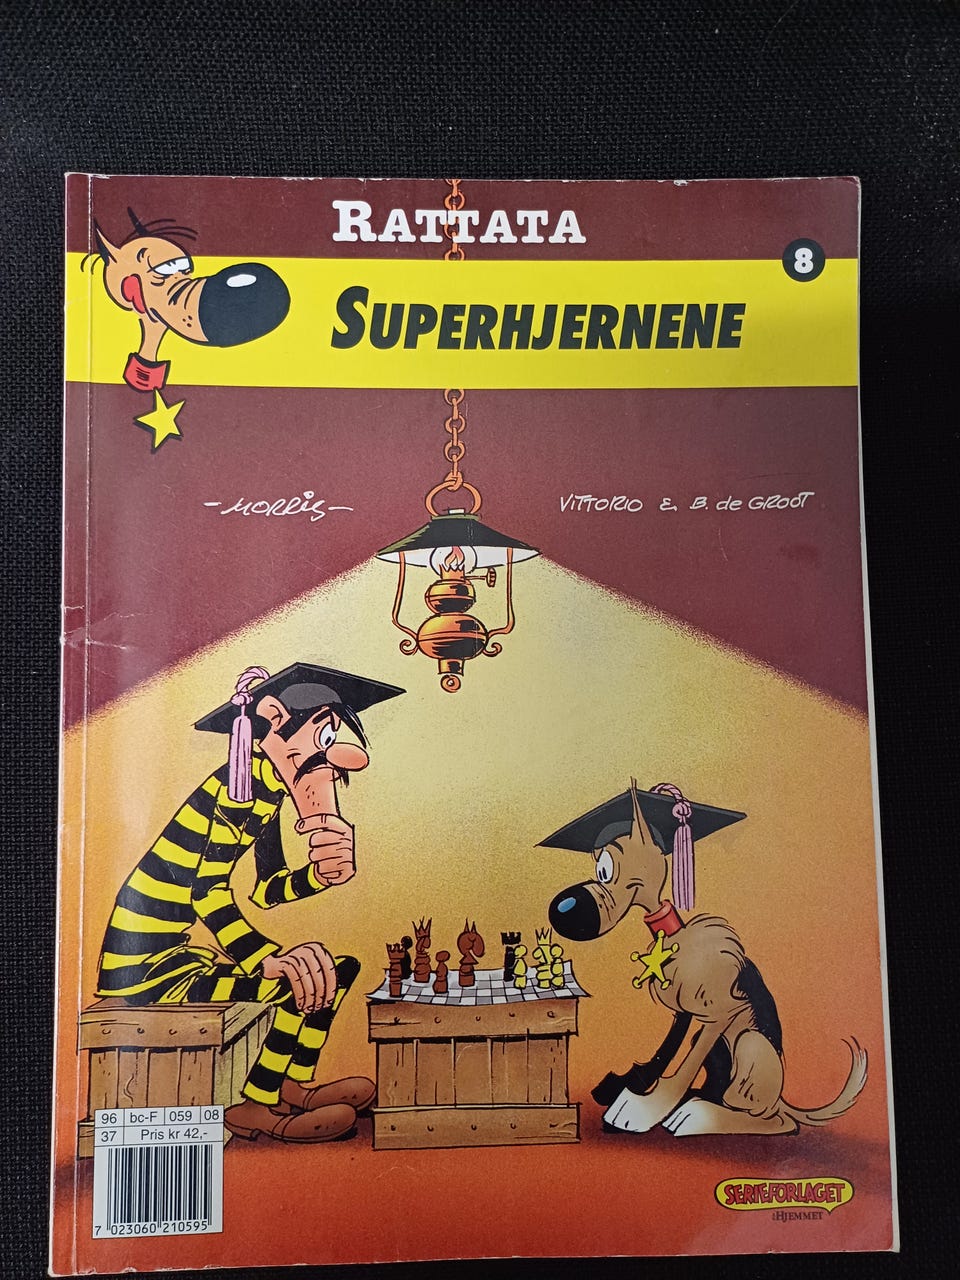 RATTATA
8
SUPERHJERNENE
-MORRIS-
VITTORIO & B. de GROOT
96 bc-F 059 08
37 Pris kr 42,-
7 023060 210595
SERIEFORLAGET
HJEMMET